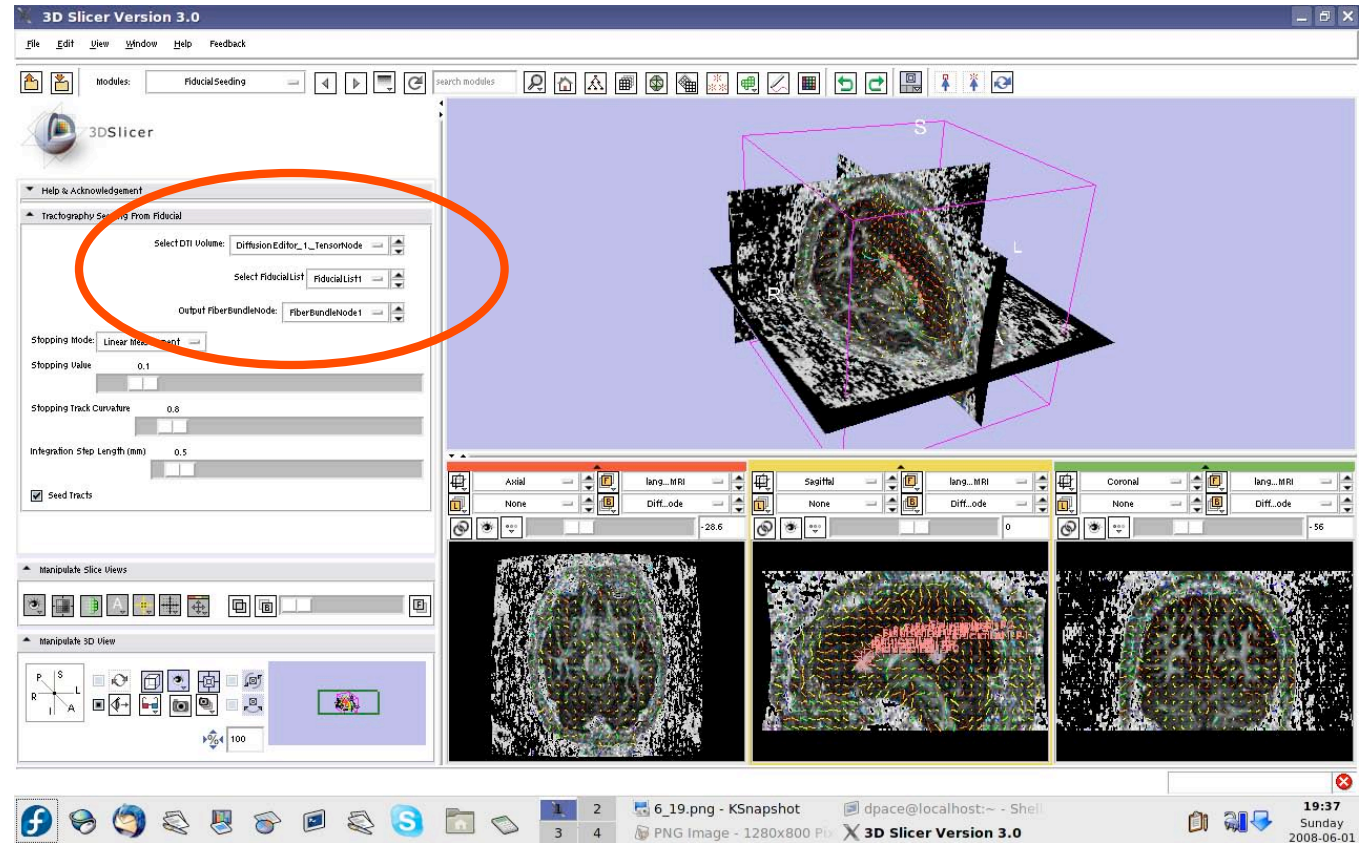 3D Slicer Version 3.0
File Edit View Window Help Feedback
Modules: FiducialSeeding search modules
3DSlicer
Help & Acknowledgement
Tractography Seeding From Fiducial
Select DTI Volume: DiffusionEditor_1_TensorNode
Select FiducialList FiducialList1
Output FiberBundleNode: FiberBundleNode1
Stopping Mode: Linear Measurement
Stopping Value 0.1
Stopping Track Curvature 0.8
Integration Step Length (mm) 0.5
Seed Tracts
Manipulate Slice Views
Manipulate 3D View
P S
R
I A
100
S
L
R
A
Axial lang...MRI
None Diff...ode
-28.6
Sagittal lang...MRI
None Diff...ode
0
Coronal lang...MRI
None Diff...ode
-56
1 2
3 4
6_19.png - KSnapshot
PNG Image - 1280x800
dpace@localhost:~ - Shell
3D Slicer Version 3.0
19:37
Sunday
2008-06-01